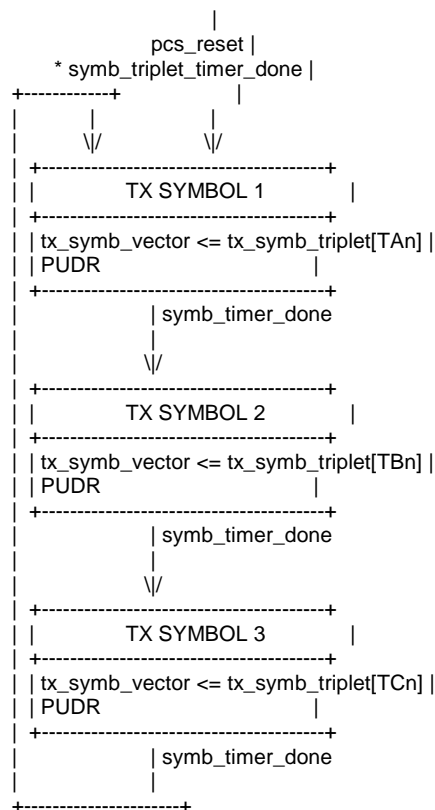 pcs_reset
* symb_triplet_timer_done
TX SYMBOL 1
tx_symb_vector <= tx_symb_triplet[TAn]
PUDR
symb_timer_done
TX SYMBOL 2
tx_symb_vector <= tx_symb_triplet[TBn]
PUDR
symb_timer_done
TX SYMBOL 3
tx_symb_vector <= tx_symb_triplet[TCn]
PUDR
symb_timer_done